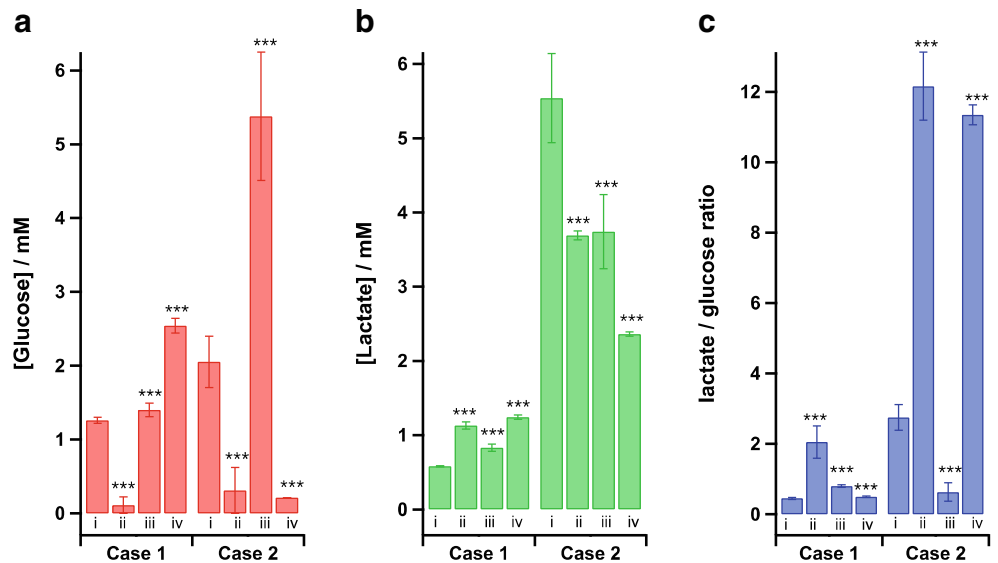 a
[Glucose] / mM
6
5
4
3
2
1
0
*** *** *** *** *** ***
i ii iii iv i ii iii iv
Case 1 Case 2
b
[Lactate] / mM
6
5
4
3
2
1
0
*** *** *** *** *** ***
i ii iii iv i ii iii iv
Case 1 Case 2
c
lactate / glucose ratio
12
10
8
6
4
2
0
*** *** *** *** *** ***
i ii iii iv i ii iii iv
Case 1 Case 2